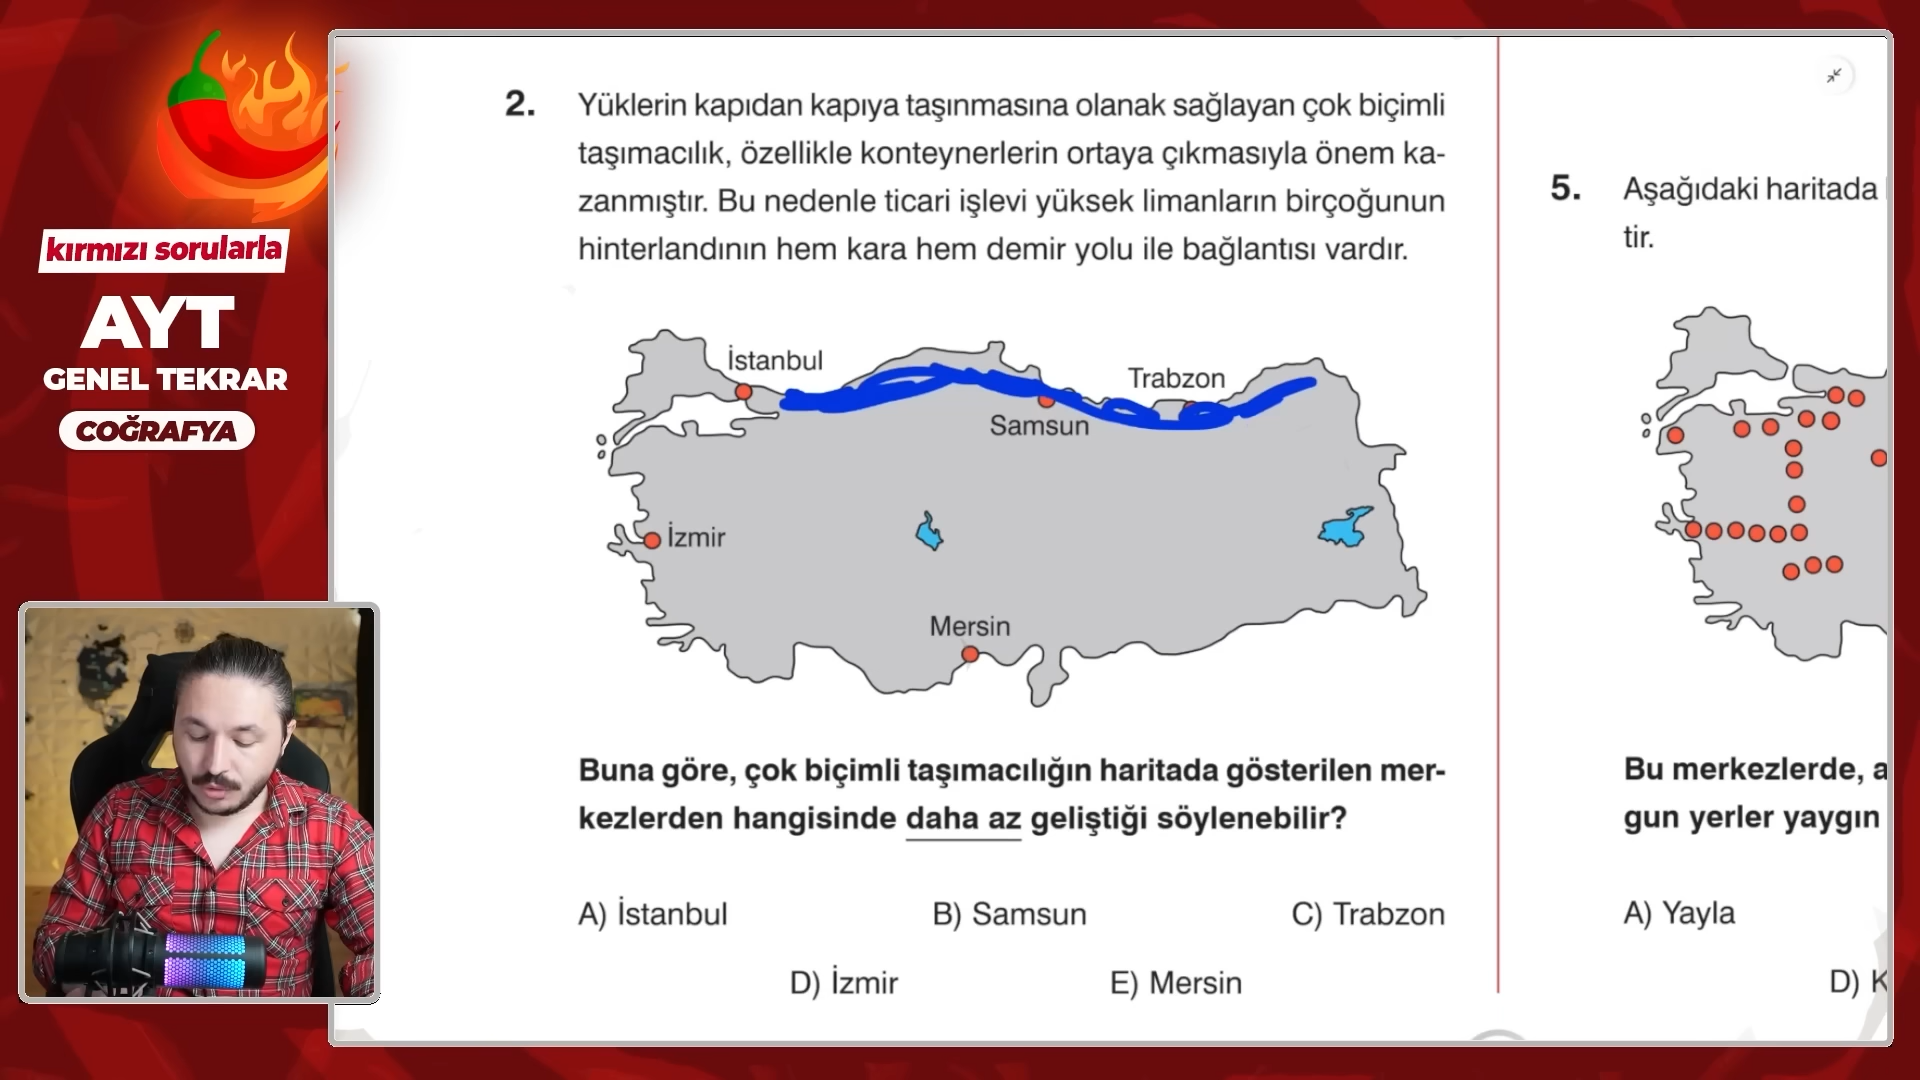 kırmızı sorularla
AYT
GENEL TEKRAR
COĞRAFYA
2. Yüklerin kapıdan kapıya taşınmasına olanak sağlayan çok biçimli
taşımacılık, özellikle konteynerlerin ortaya çıkmasıyla önem ka-
zanmıştır. Bu nedenle ticari işlevi yüksek limanların birçoğunun
hinterlandının hem kara hem demir yolu ile bağlantısı vardır.
İstanbul
Trabzon
Samsun
İzmir
Mersin
Buna göre, çok biçimli taşımacılığın haritada gösterilen mer-
kezlerden hangisinde daha az geliştiği söylenebilir?
A) İstanbul B) Samsun C) Trabzon
D) İzmir E) Mersin
5. Aşağıdaki haritada
tir.
Bu merkezlerde, a
gun yerler yaygın
A) Yayla
D) K